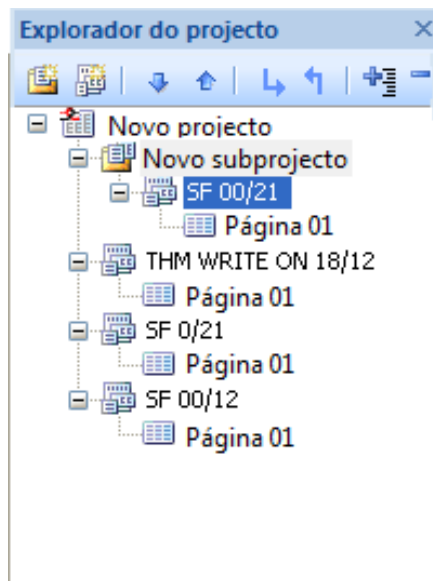 Explorador do projecto
Novo projecto
Novo subprojecto
SF 00/21
Página 01
THM WRITE ON 18/12
Página 01
SF 0/21
Página 01
SF 00/12
Página 01